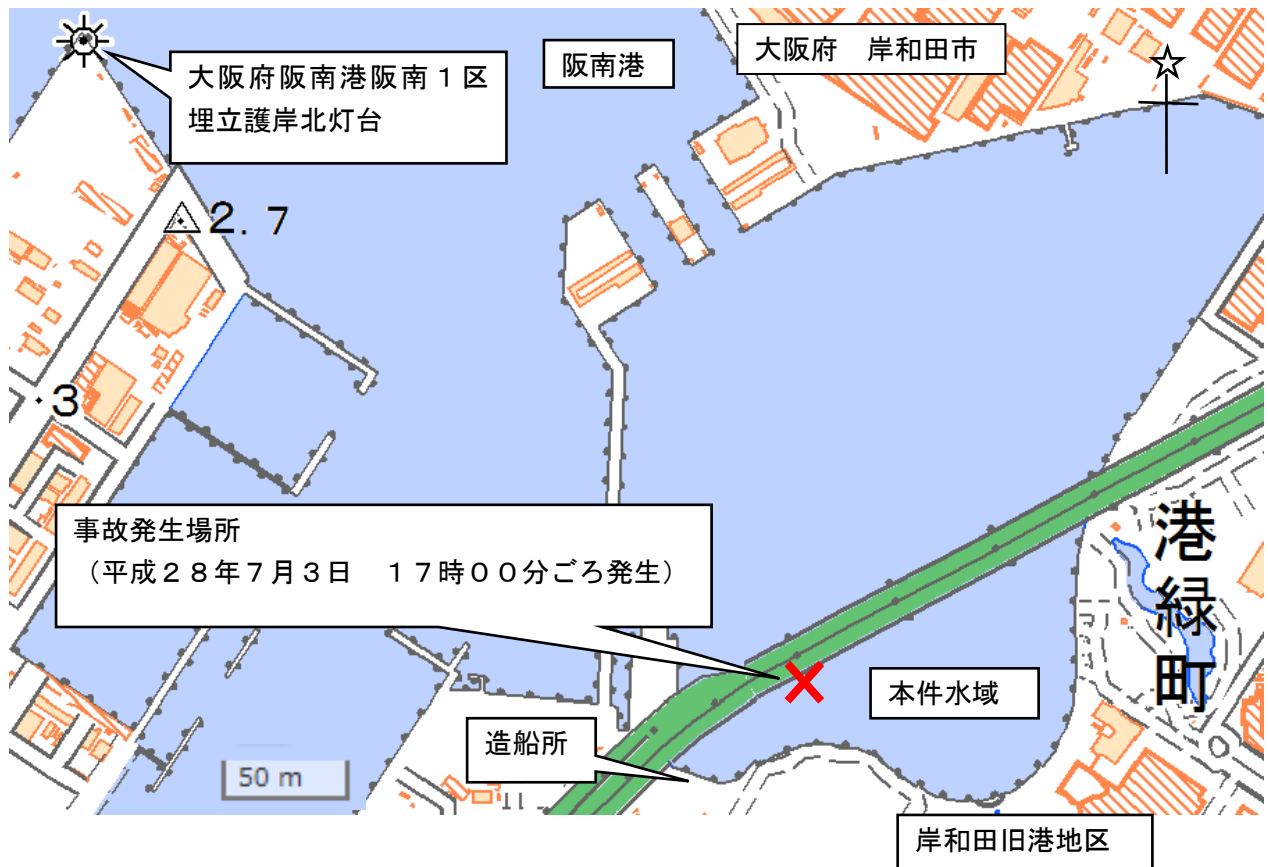 大阪府阪南港阪南1区
埋立護岸北灯台
阪南港
大阪府 岸和田市
2.7
・3
事故発生場所
(平成28年7月3日 17時00分ごろ発生)
港緑町
本件水域
造船所
50 m
岸和田旧港地区